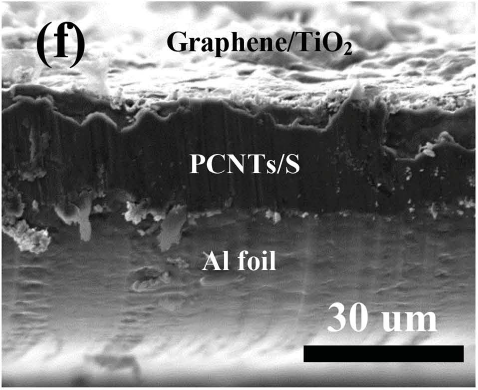 (f)
Graphene/TiO₂
PCNTs/S
Al foil
30 um